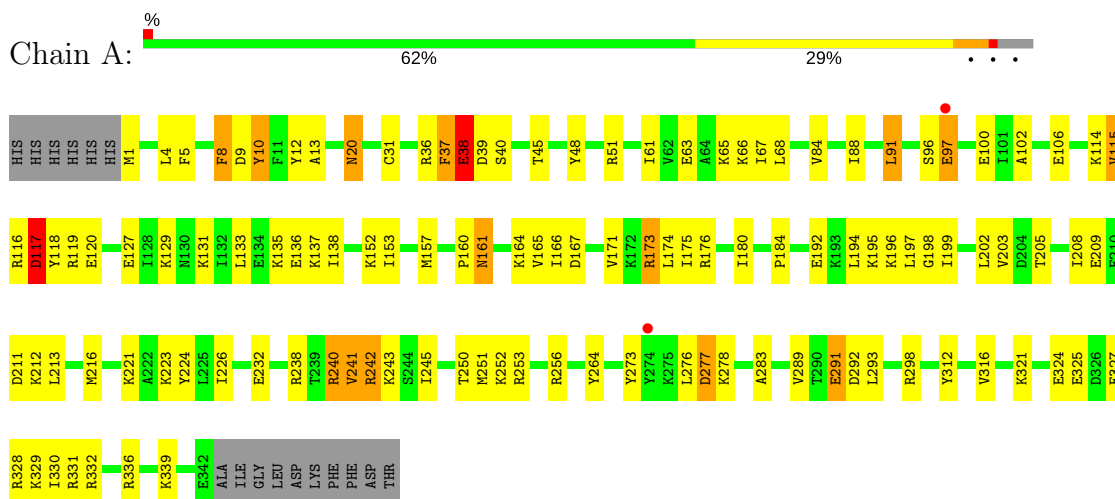 %
Chain A:
62% 29% • • •
HIS HIS HIS HIS HIS HIS M1 L4 F5 F8 D9 Y10 F11 Y12 A13 N20 C31 R36 F37 E38 D39 S40 T45 Y48 R51 I61 V62 E63 A64 K65 K66 I67 L68 V84 I88 L91 S96 E97 E100 I101 A102 E106 K114
R116 D117 Y118 R119 E120 E127 I128 K129 N130 K131 I132 L133 E134 K135 E136 K137 I138 K152 I153 M157 P160 N161 K164 V165 I166 D167 V171 K172 R173 L174 I175 R176 I180 P184 E192 K193 L194 K195 K196 L197 G198 I199 L202 V203 D204 T205 I208 E209
D211 K212 L213 M216 K221 A222 K223 Y224 L225 I226 E232 R238 T239 R240 V241 R242 K243 S244 I245 T250 M251 K252 R253 R256 Y264 Y273 Y274 K275 L276 D277 K278 A283 V289 T290 E291 D292 L293 R298 Y312 V316 K321 E324 E325 D326
R328 K329 I330 R331 R332 R336 K339 E342 ALA ILE GLY LEU ASP LYS PHE PHE ASP THR